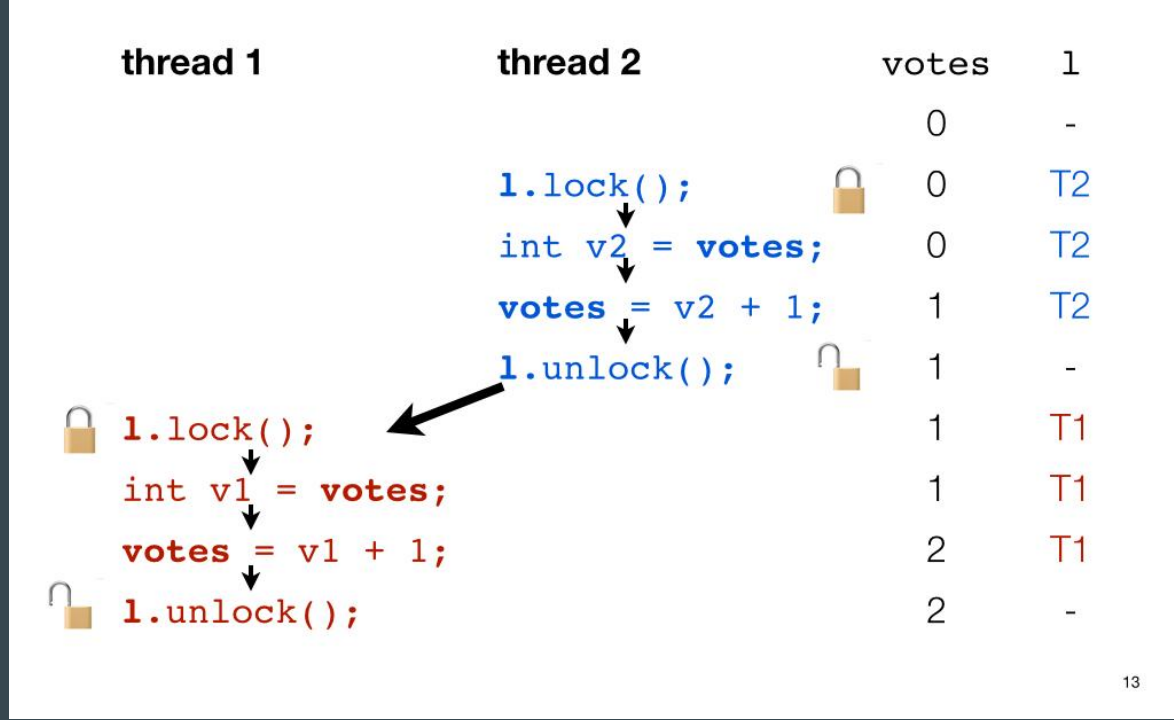 thread 1 thread 2 votes l
0 -
l.lock(); 0 T2
int v2 = votes; 0 T2
votes = v2 + 1; 1 T2
l.unlock(); 1 -
l.lock(); 1 T1
int v1 = votes; 1 T1
votes = v1 + 1; 2 T1
l.unlock(); 2 -
13